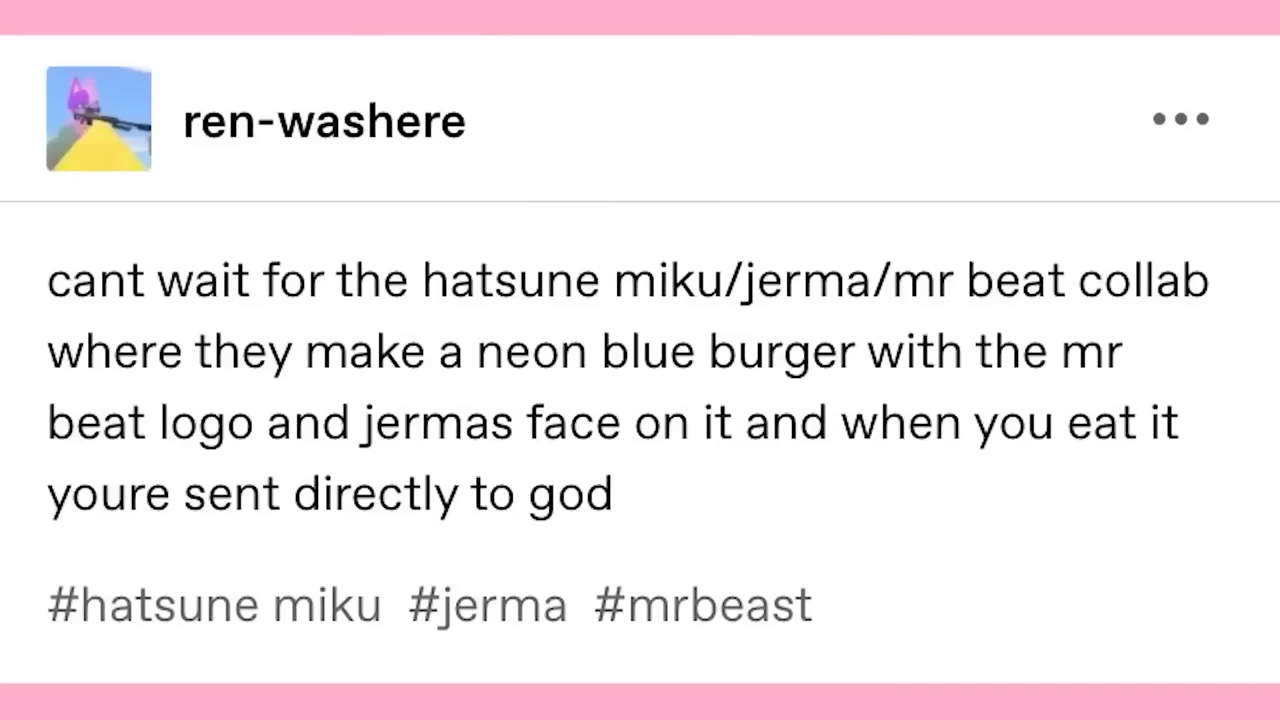 ren-washere
cant wait for the hatsune miku/jerma/mr beat collab
where they make a neon blue burger with the mr
beat logo and jermas face on it and when you eat it
youre sent directly to god
#hatsune miku #jerma #mrbeast